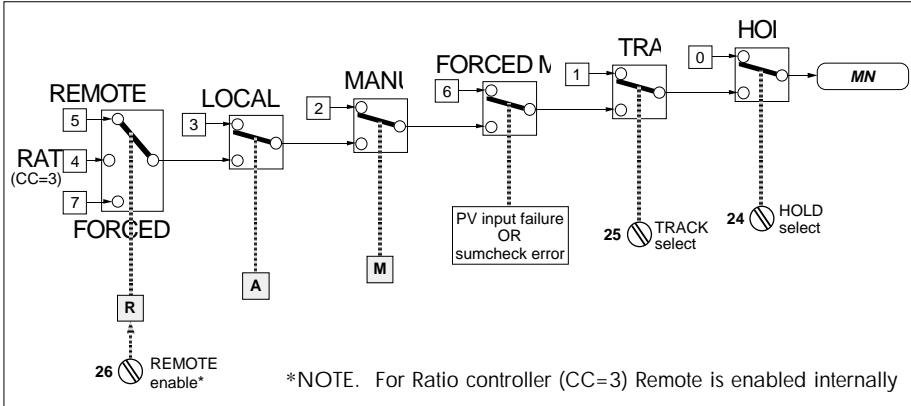 HOI
0
MN
TRA
1
FORCED M
6
MANU
2
LOCAL
3
REMOTE
5
RAT
4
(CC=3)
7
FORCED
PV input failure
OR
sumcheck error
25 TRACK
select
24 HOLD
select
M
A
R
26 REMOTE
enable*
*NOTE. For Ratio controller (CC=3) Remote is enabled internally